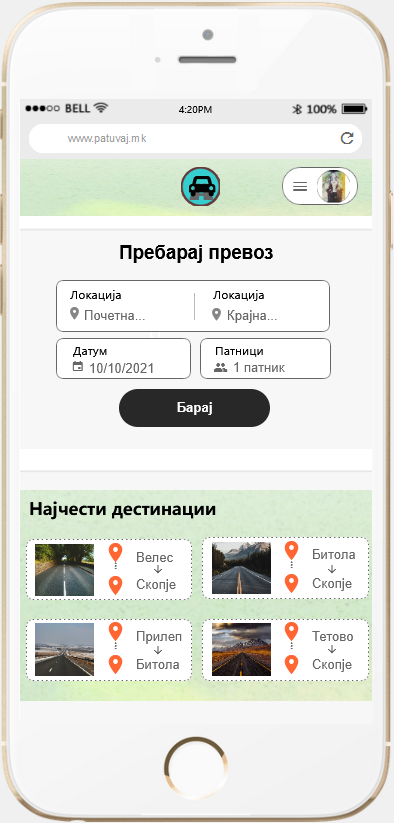 BELL 4:20PM 100%
www.patuvaj.mk
Пребарај превоз
Локација Локација
Почетна... Крајна...
Датум Патници
10/10/2021 1 патник
Барај
Најчести дестинации
Велес
Скопје
Битола
Скопје
Прилеп
Битола
Тетово
Скопје